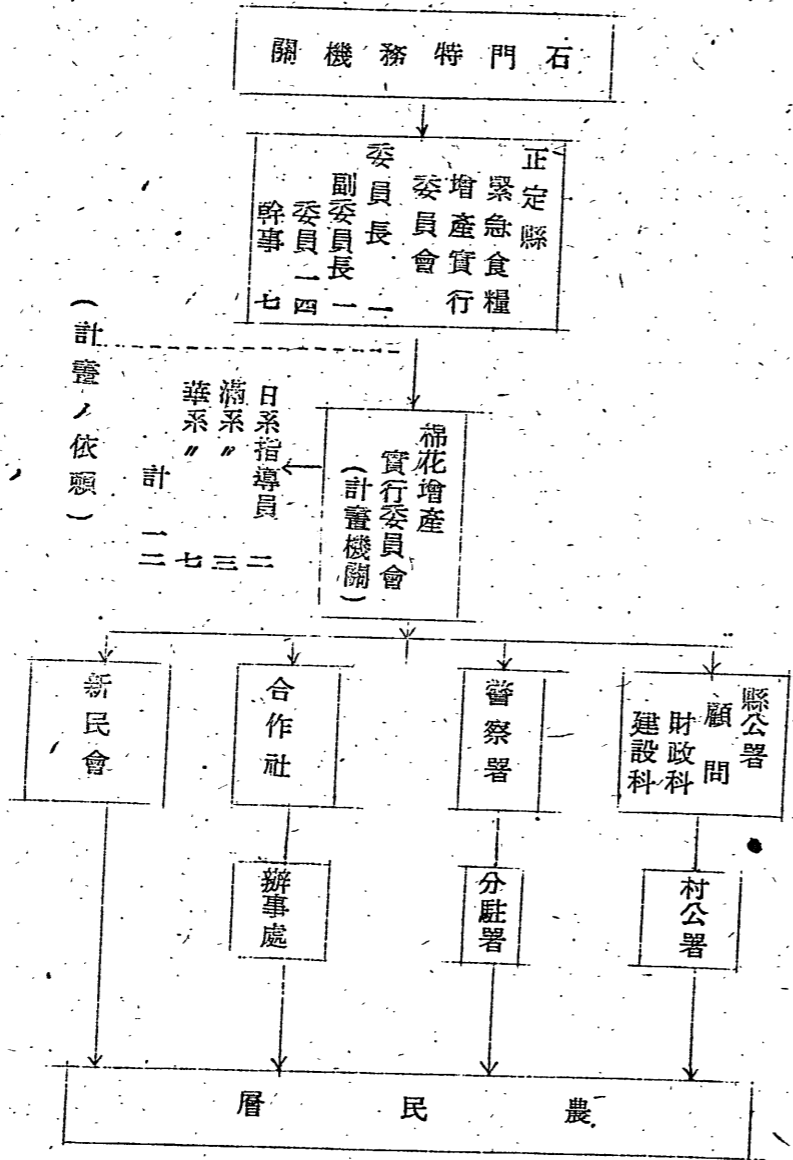 石門特務機關
正定縣
緊急食糧
增產實行
委員會
委員長 一
副委員長 一
委員 一四
幹事 七
棉花增產
實行委員會
(計畫機關)
日系指導員 二
滿系〃 三
華系〃 七
計 一二
(計畫ノ依賴)
縣公署
顧問
財政科
建設科
警察署
合作社
新民會
村公署
分駐署
辦事處
農民層